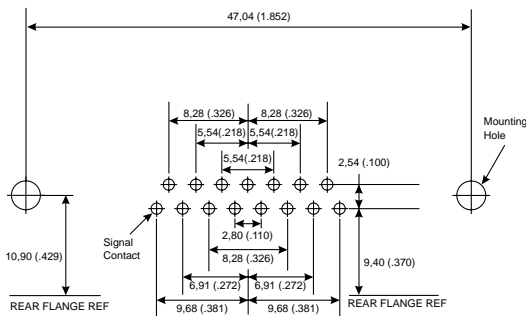 47,04 (1.852)
8,28 (.326)
8,28 (.326)
Mounting
Hole
5,54(.218)
5,54(.218)
5,54(.218)
2,54 (.100)
Signal
Contact
2,80 (.110)
10,90 (.429)
8,28 (.326)
9,40 (.370)
6,91 (.272)
6,91 (.272)
REAR FLANGE REF
9,68 (.381)
9,68 (.381)
REAR FLANGE REF